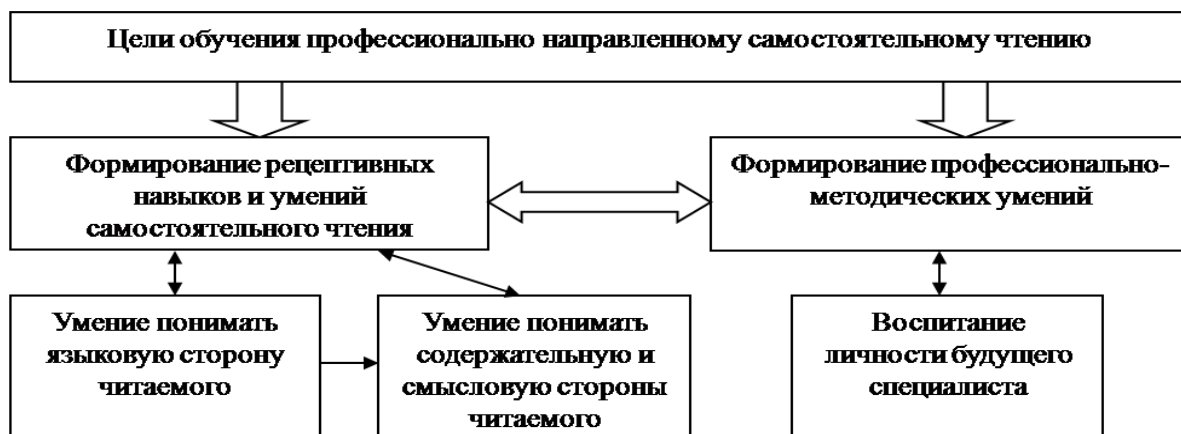 Цели обучения профессионально направленному самостоятельному чтению
Формирование рецептивных
навыков и умений
самостоятельного чтения
Формирование профессионально-
методических умений
Умение понимать
языковую сторону
читаемого
Умение понимать
содержательную и
смысловую стороны
читаемого
Воспитание
личности будущего
специалиста